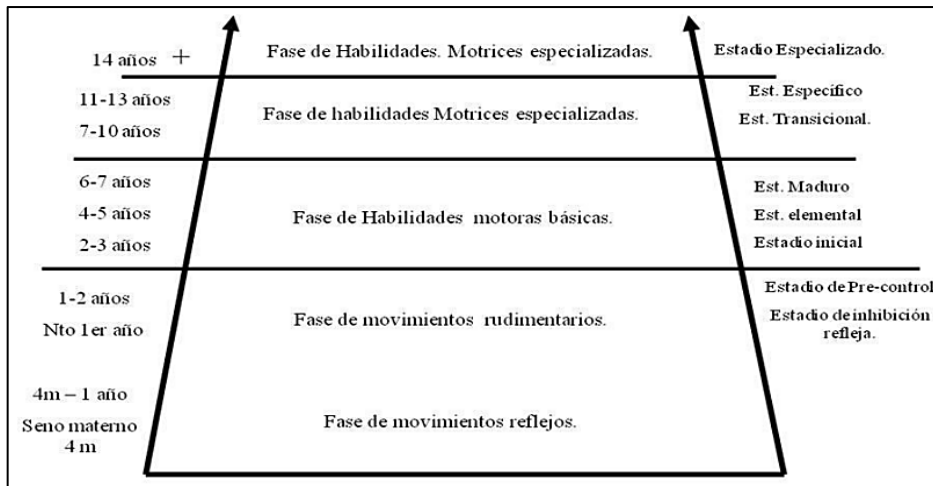 14 años +
Fase de Habilidades. Motrices especializadas.
Estadio Especializado.
11-13 años
7-10 años
Fase de habilidades Motrices especializadas.
Est. Específico
Est. Transicional.
6-7 años
4-5 años
2-3 años
Fase de Habilidades motoras básicas.
Est. Maduro
Est. elemental
Estadio inicial
1-2 años
Nto 1er año
Fase de movimientos rudimentarios.
Estadio de Pre-control
Estadio de inhibición
refleja.
4m – 1 año
Seno materno
4 m
Fase de movimientos reflejos.